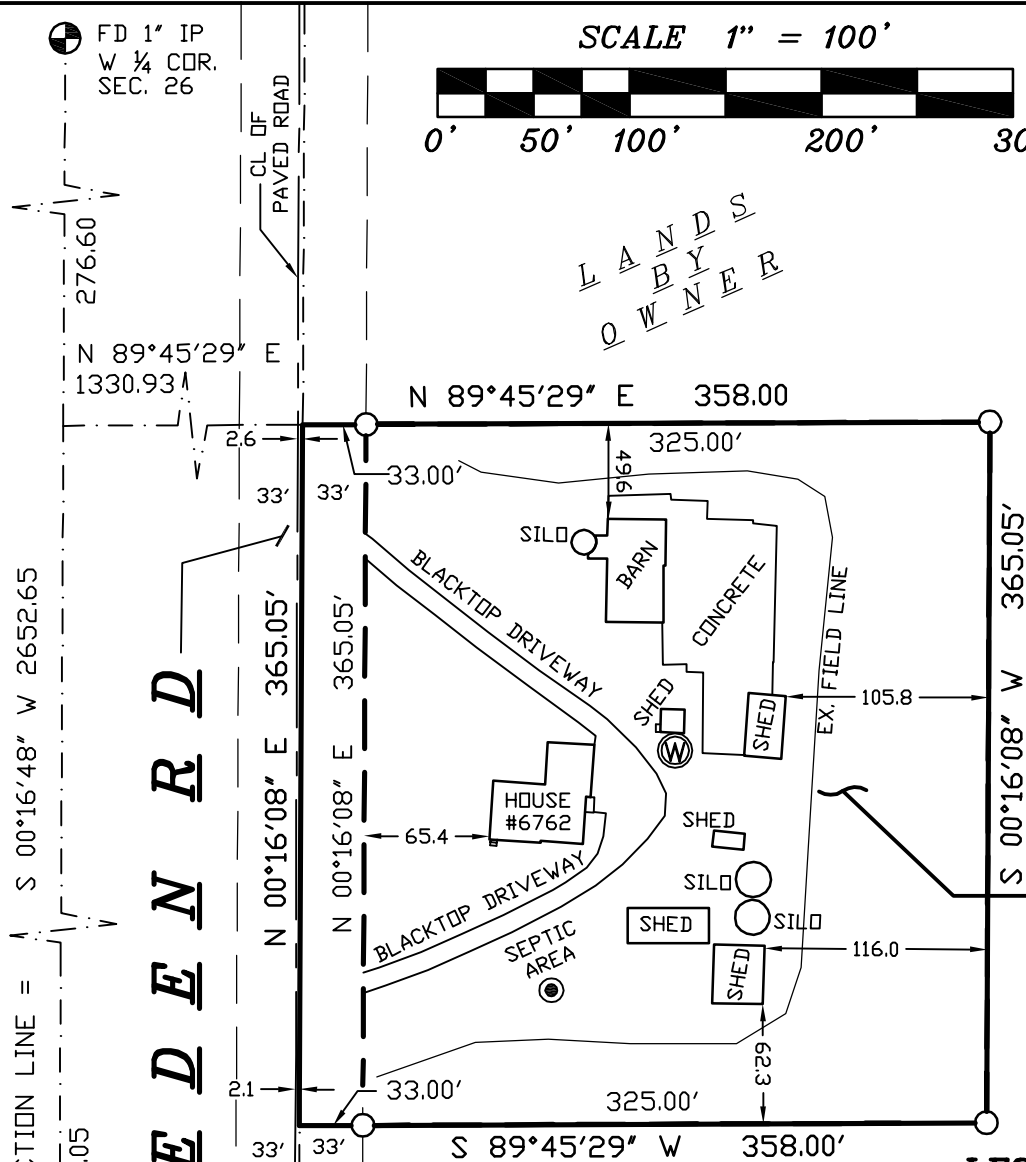 FD 1" IP
W ¼ COR.
SEC. 26
SCALE 1" = 100'
0' 50' 100' 200' 30
CL OF
PAVED ROAD
276.60
LANDS
BY
OWNER
N 89°45'29" E
1330.93
N 89°45'29" E 358.00
325.00'
2.6
33.00'
33' 33'
49.6
SILO
BARN
CONCRETE
BLACKTOP DRIVEWAY
EX. FIELD LINE
S 00°16'08" W 365.05'
S 00°16'48" W 2652.65
N 00°16'08" E 365.05'
N 00°16'08" E 365.05'
SHED
W
SHED
105.8
HOUSE
#6762
65.4
SHED
SILO
SILO
SHED
BLACKTOP DRIVEWAY
SEPTIC
AREA
SHED
116.0
62.3
EDEN RD
CTION LINE =
.05
2.1
33.00'
325.00'
33' 33'
S 89°45'29" W 358.00'